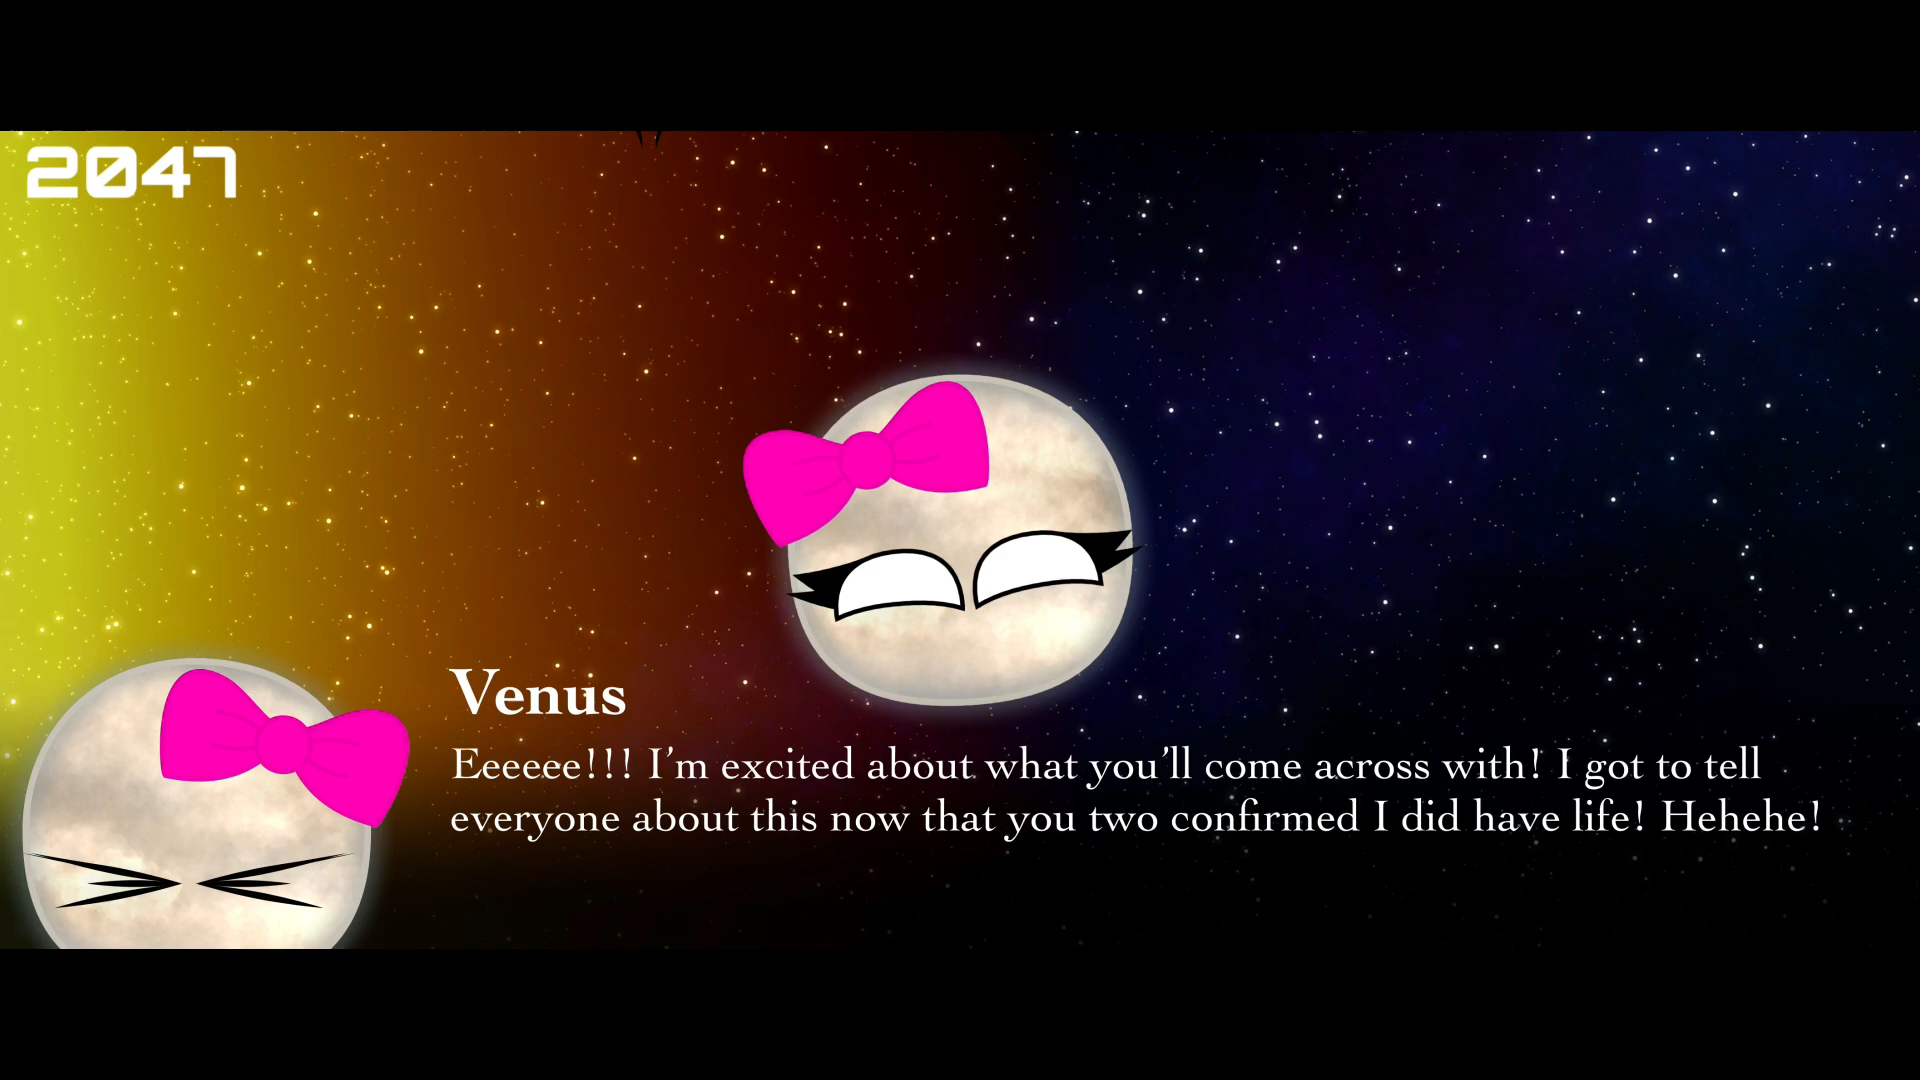 2047
Venus
Eeeeee!!! I'm excited about what you'll come across with! I got to tell
everyone about this now that you two confirmed I did have life! Hehehe!